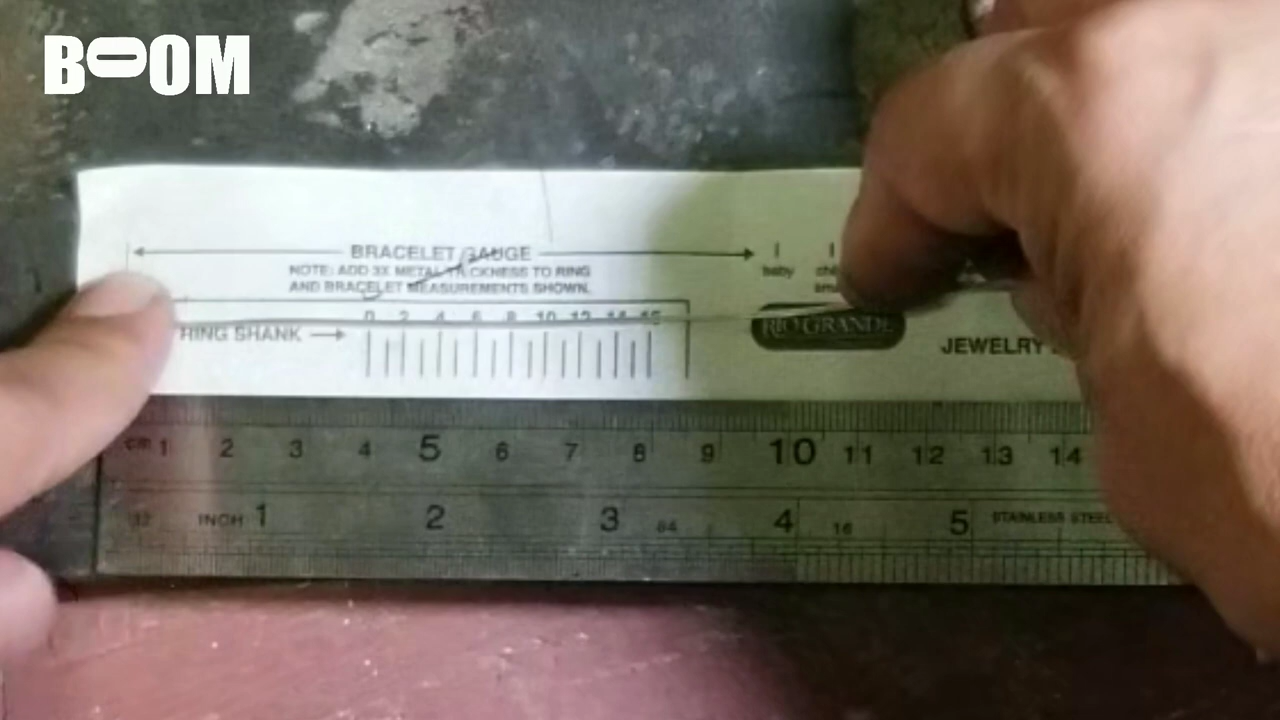 BOOM
BRACELET GAUGE
NOTE: ADD 3X METAL THICKNESS TO RING
AND BRACELET MEASUREMENTS SHOWN.
baby
0 2 4 6 8 10 12 14 16
RING SHANK
RIO GRANDE
JEWELRY
cm 1 2 3 4 5 6 7 8 9 10 11 12 13 14
32 INCH 1 2 3 64 4 16 5 STAINLESS STEEL